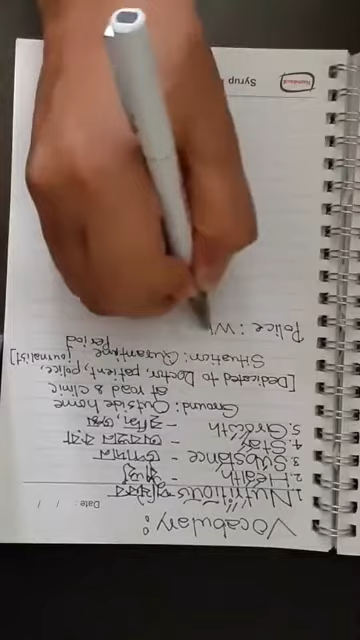 Syrup
Date : / /
Vocabulary:
1. Nutritious -
2. Health - স্বাস্থ্য
3. Substance - উপাদান
4. Stay - অবস্থান করা
5. Growth - বৃদ্ধি,
Ground: Outside home
at road & clinic
[Dedicated to Doctor, patient, police,
journalist]
Situation: Quarantine
Period
Police : W